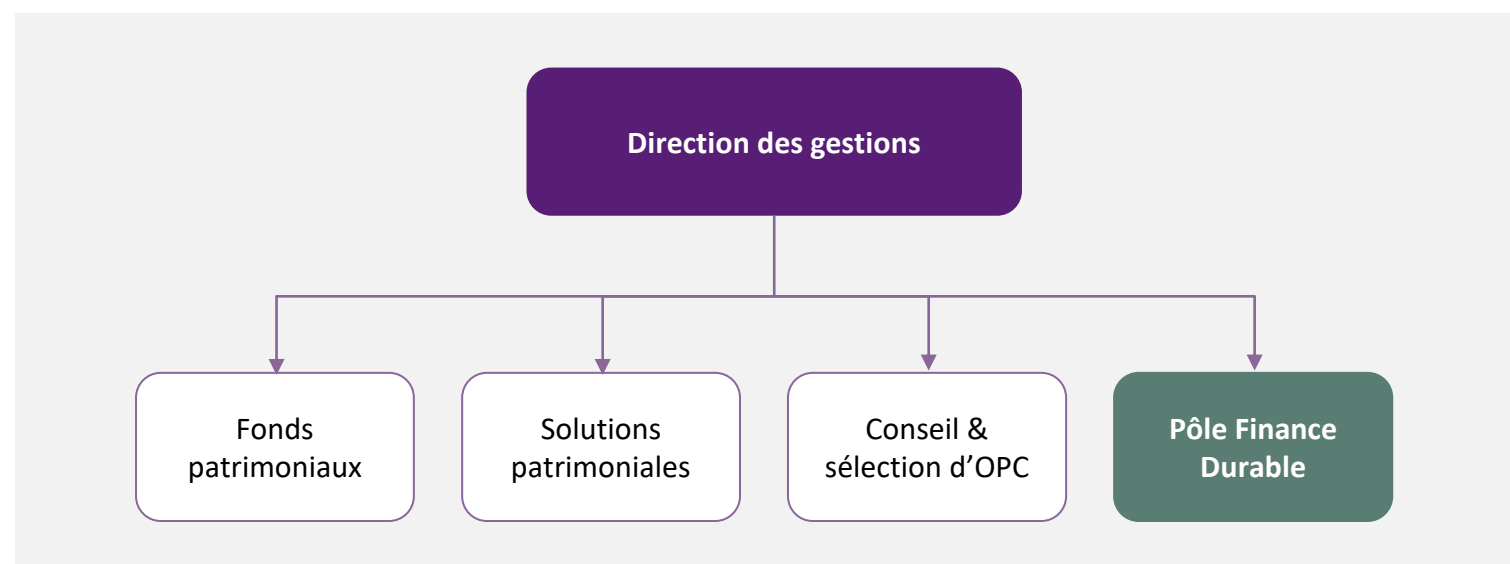 Direction des gestions
Fonds
patrimoniaux
Solutions
patrimoniales
Conseil &
sélection d’OPC
Pôle Finance
Durable